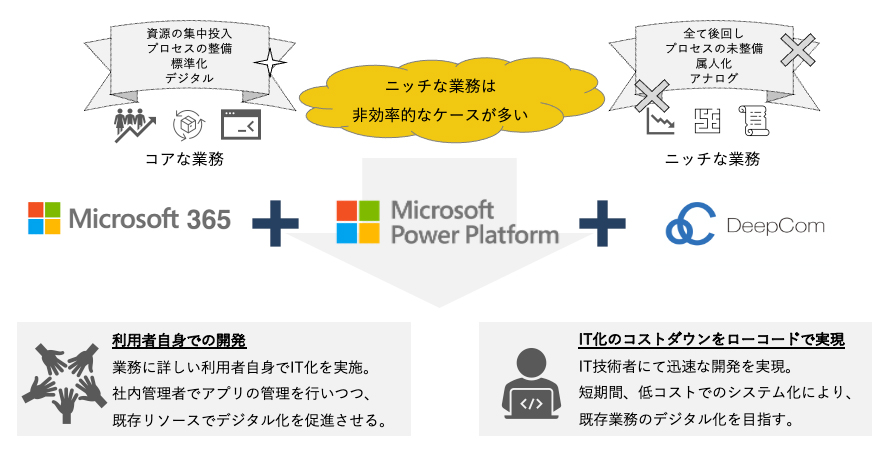 資源の集中投入
プロセスの整備
標準化
デジタル
コアな業務
ニッチな業務は
非効率的なケースが多い
全て後回し
プロセスの未整備
属人化
アナログ
ニッチな業務
Microsoft 365
Microsoft
Power Platform
DeepCom
利用者自身での開発
業務に詳しい利用者自身でIT化を実施。
社内管理者でアプリの管理を行いつつ、
既存リソースでデジタル化を促進させる。
IT化のコストダウンをローコードで実現
IT技術者にて迅速な開発を実現。
短期間、低コストでのシステム化により、
既存業務のデジタル化を目指す。